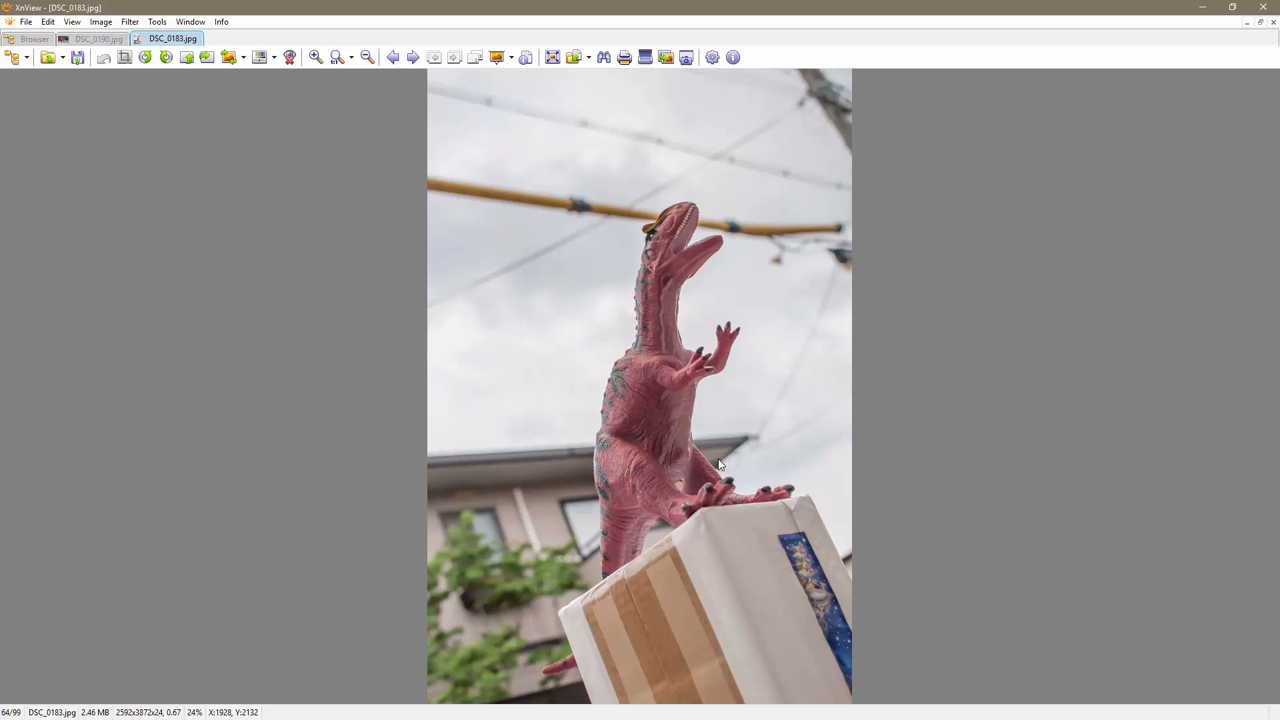 XnView - [DSC_0183.jpg]
File Edit View Image Filter Tools Window Info
Browser DSC_0190.jpg DSC_0183.jpg
64/99 DSC_0183.jpg 2.46 MB 2592x3872x24, 0.67 24% X:1928, Y:2132